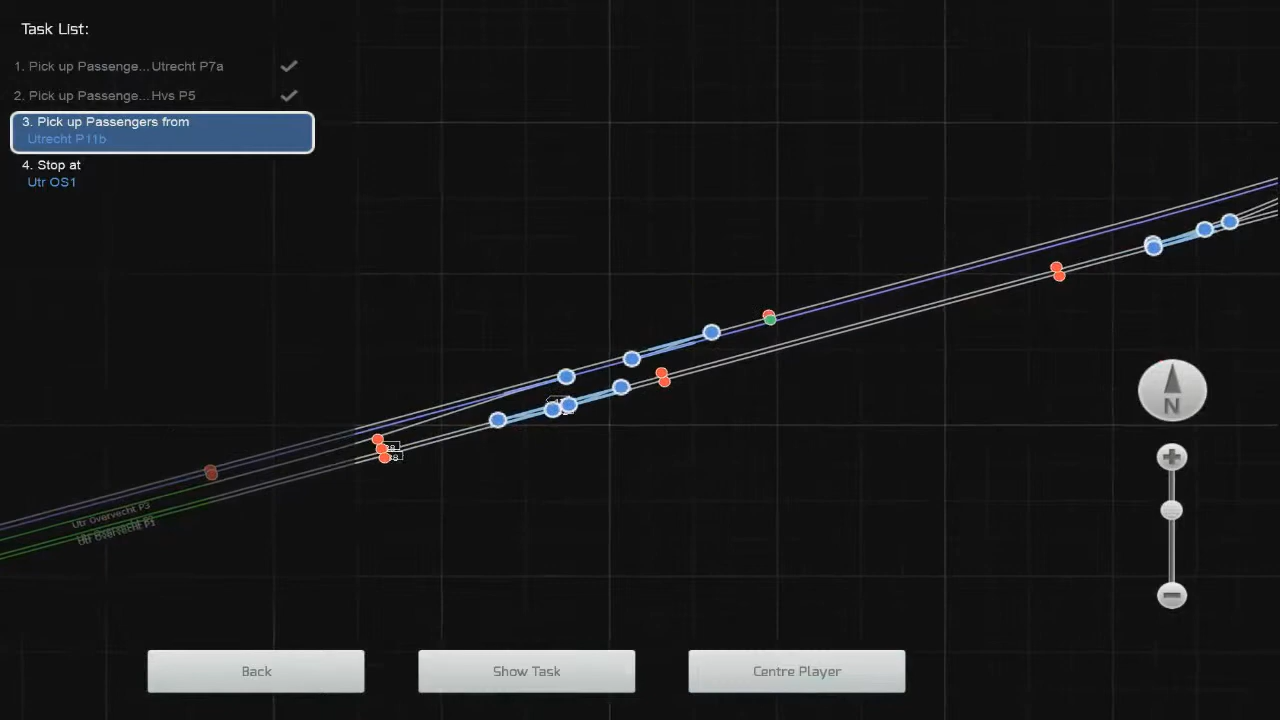 Task List:
1. Pick up Passenge... Utrecht P7a
2. Pick up Passenge... Hvs P5
3. Pick up Passengers from
Utrecht P11b
4. Stop at
Utr OS1
Utr Overvecht P3
Utr Overvecht P1
N
Back
Show Task
Centre Player